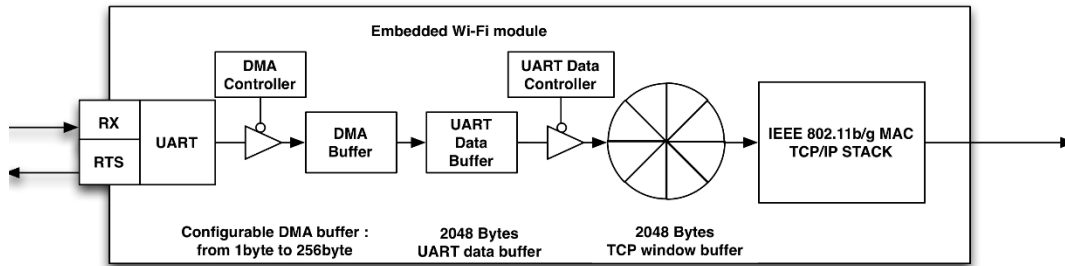 Embedded Wi-Fi module
DMA
Controller
UART Data
Controller
RX
RTS
UART
DMA
Buffer
UART
Data
Buffer
IEEE 802.11b/g MAC
TCP/IP STACK
Configurable DMA buffer :
from 1byte to 256byte
2048 Bytes
UART data buffer
2048 Bytes
TCP window buffer